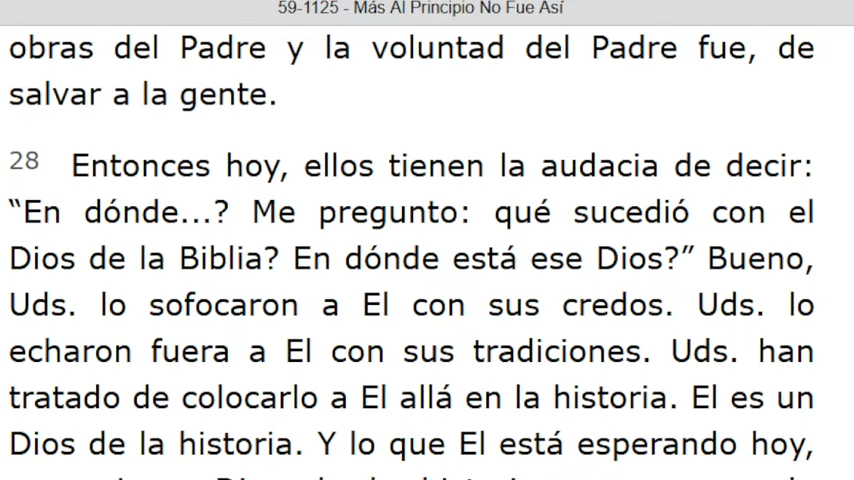 59-1125 - Más Al Principio No Fue Así
obras del Padre y la voluntad del Padre fue, de
salvar a la gente.
28 Entonces hoy, ellos tienen la audacia de decir:
“En dónde...? Me pregunto: qué sucedió con el
Dios de la Biblia? En dónde está ese Dios?” Bueno,
Uds. lo sofocaron a El con sus credos. Uds. lo
echaron fuera a El con sus tradiciones. Uds. han
tratado de colocarlo a El allá en la historia. El es un
Dios de la historia. Y lo que El está esperando hoy,